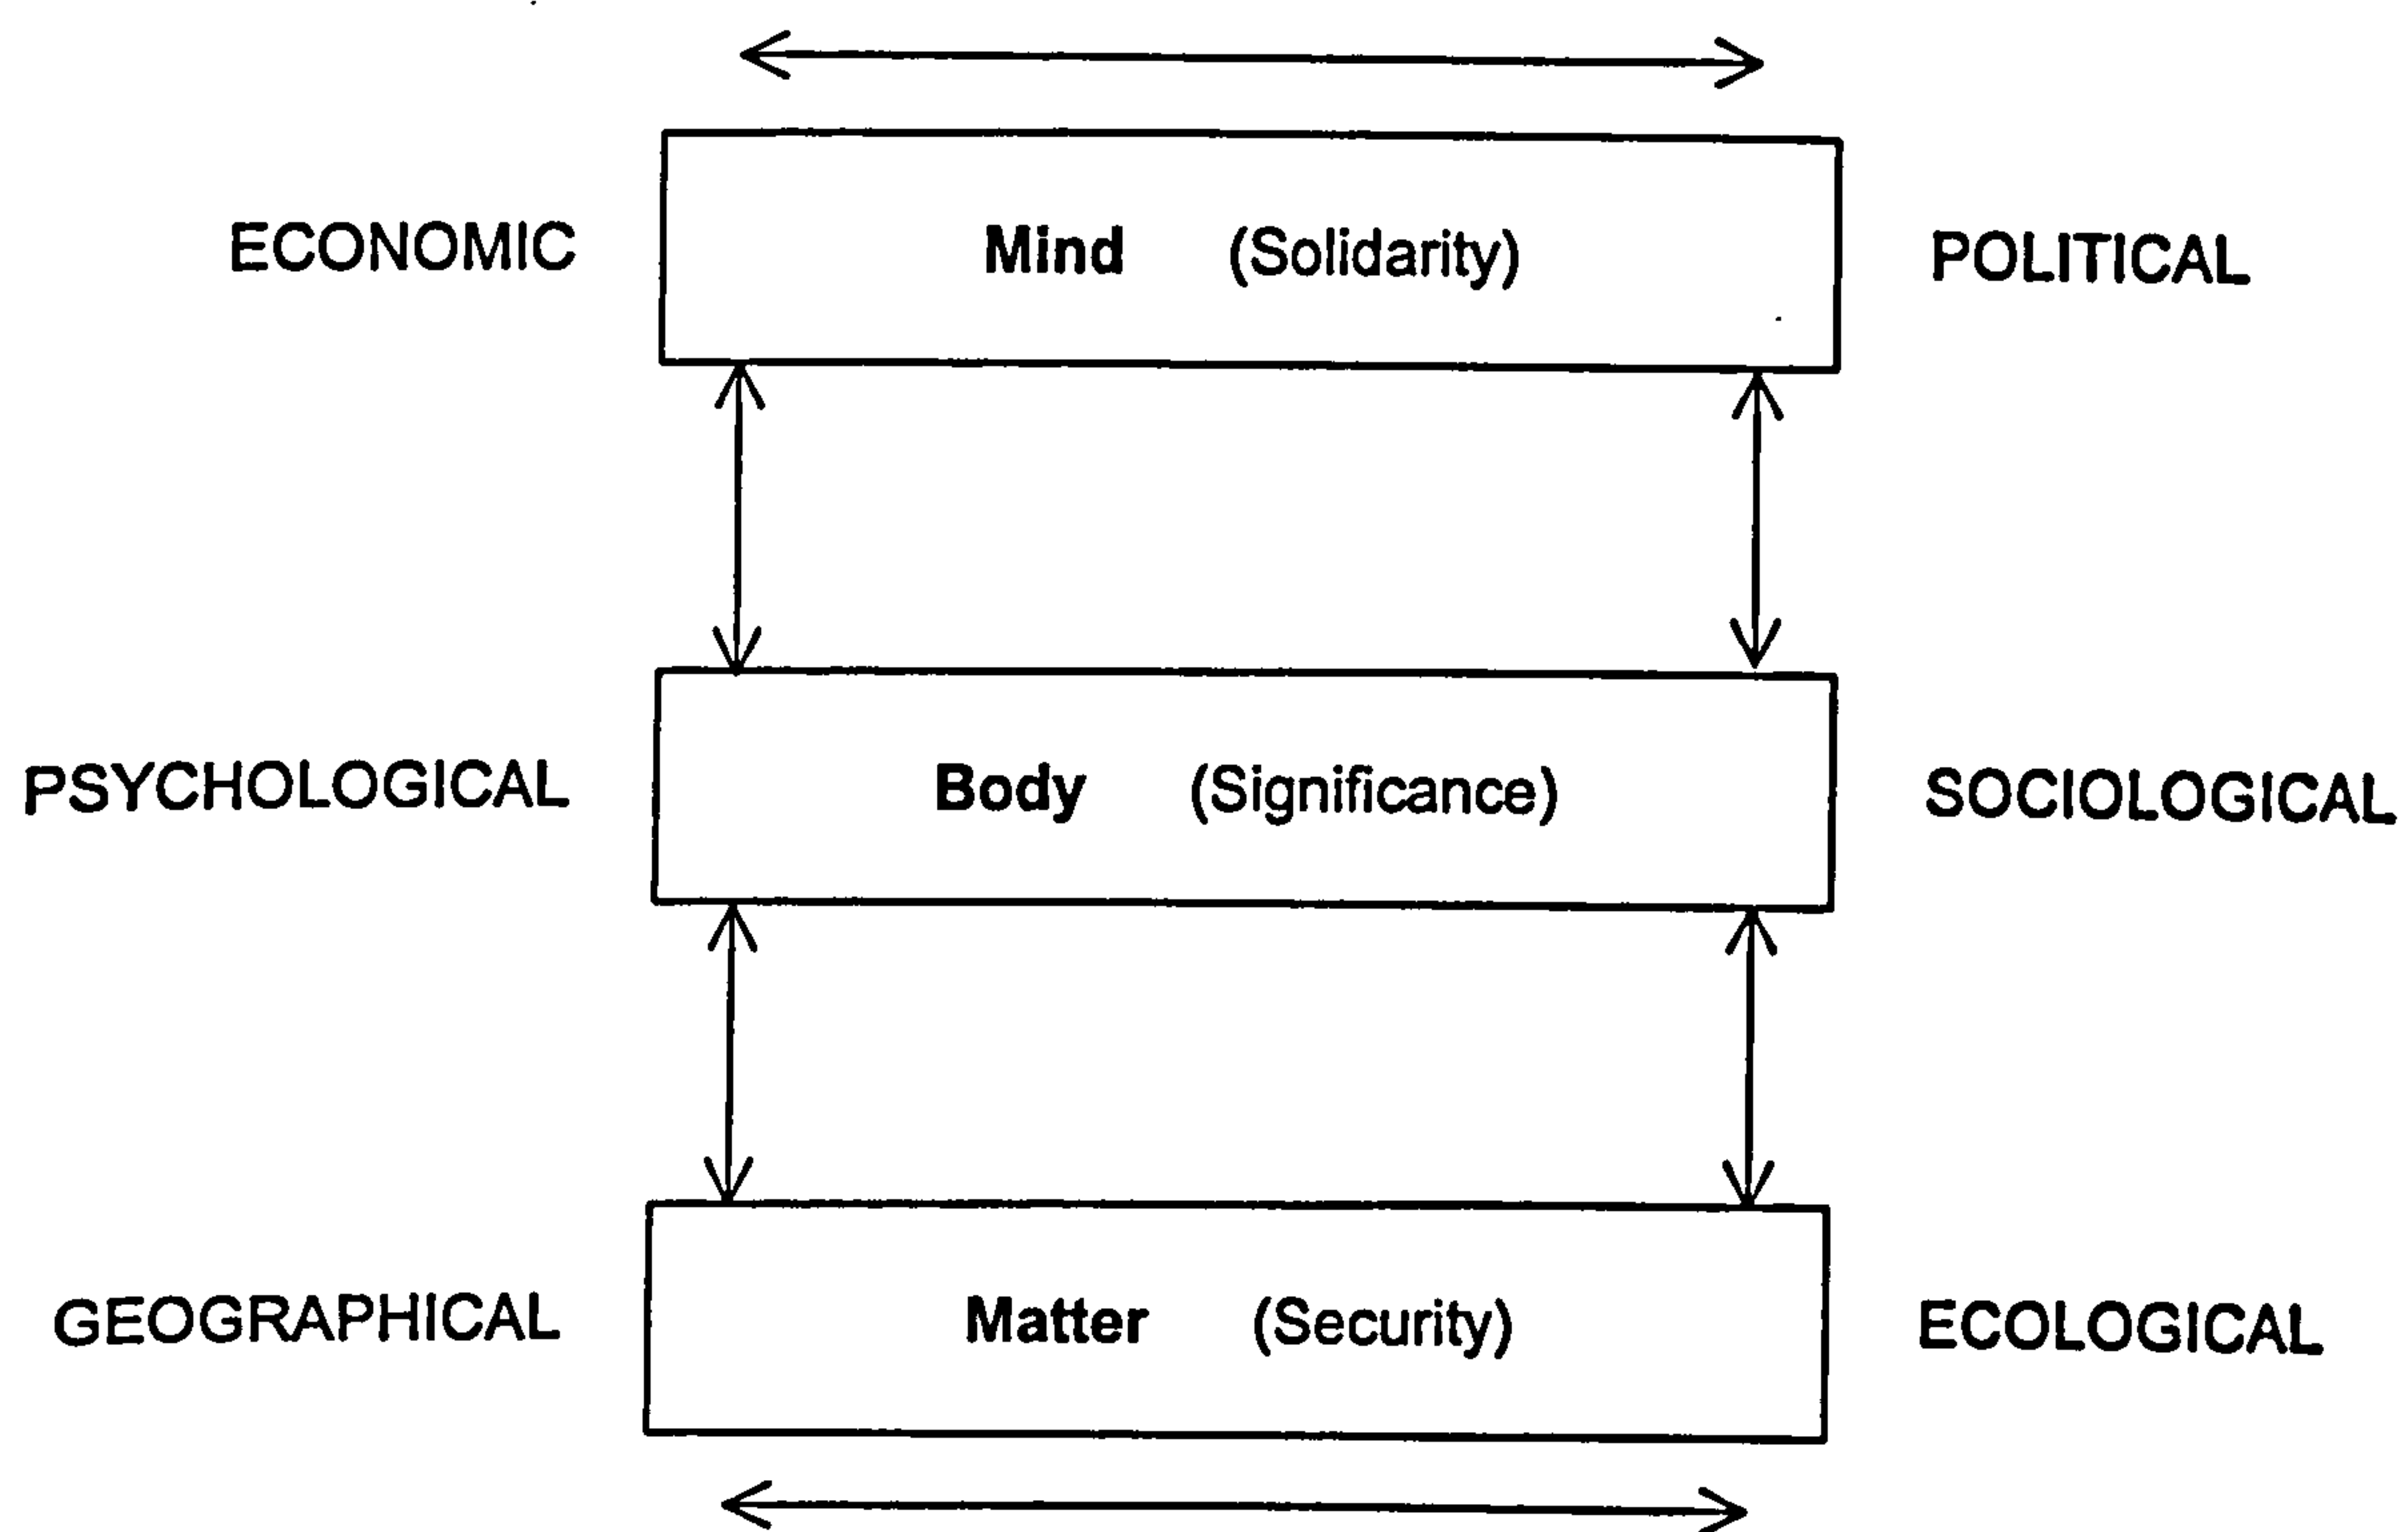 ECONOMIC Mind (Solidarity) POLITICAL
PSYCHOLOGICAL Body (Significance) SOCIOLOGICAL
GEOGRAPHICAL Matter (Security) ECOLOGICAL